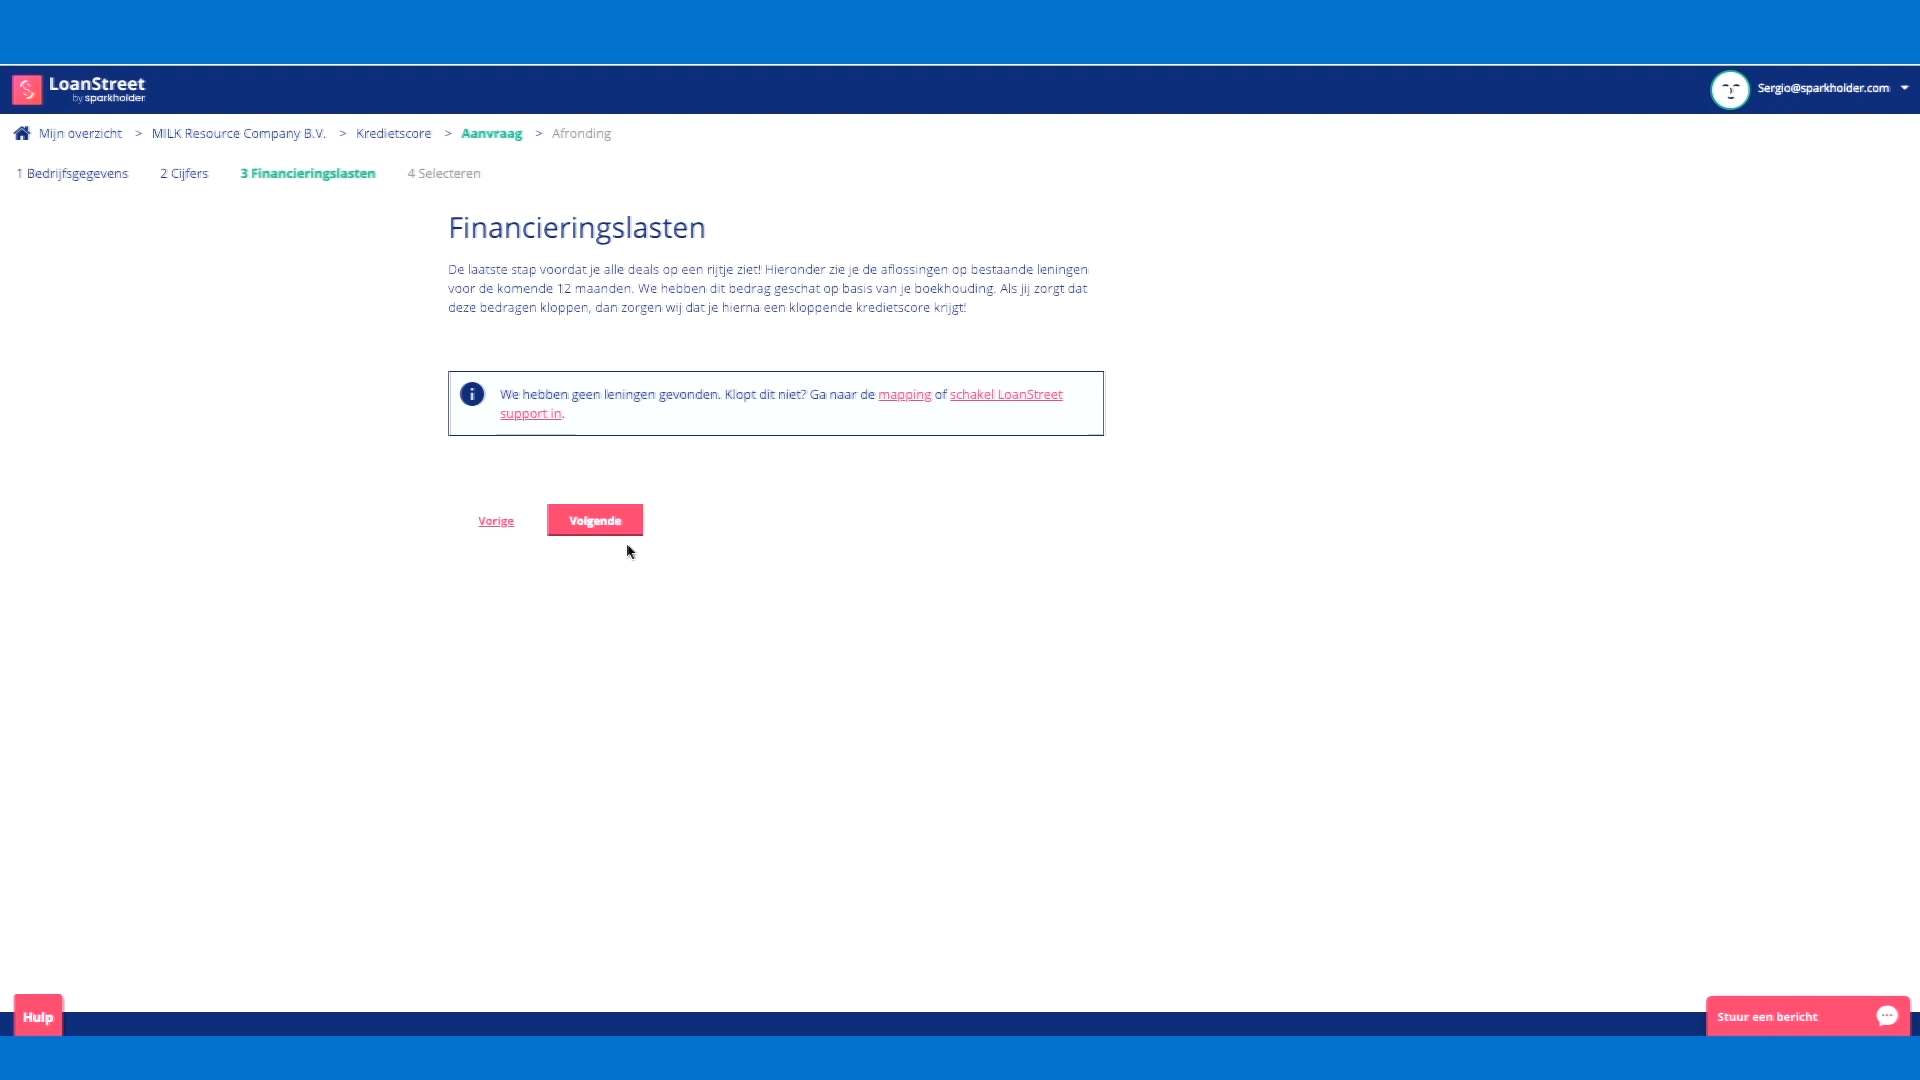 LoanStreet
by sparkholder
Sergio@sparkholder.com
Mijn overzicht > MILK Resource Company B.V. > Kredietscore > Aanvraag > Afronding
1 Bedrijfsgegevens 2 Cijfers 3 Financieringslasten 4 Selecteren
Financieringslasten
De laatste stap voordat je alle deals op een rijtje ziet! Hieronder zie je de aflossingen op bestaande leningen
voor de komende 12 maanden. We hebben dit bedrag geschat op basis van je boekhouding. Als jij zorgt dat
deze bedragen kloppen, dan zorgen wij dat je hierna een kloppende kredietscore krijgt!
We hebben geen leningen gevonden. Klopt dit niet? Ga naar de mapping of schakel LoanStreet
support in.
Vorige Volgende
Hulp
Stuur een bericht